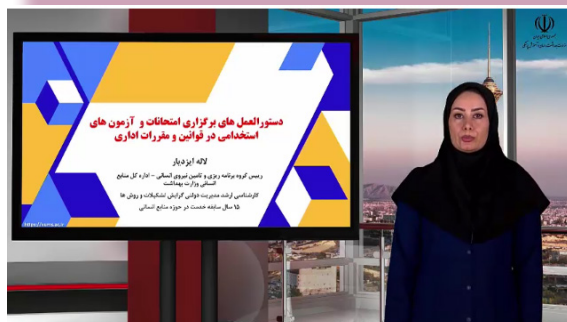 دستورالعمل های برگزاری امتحانات و آزمون های
استخدامی در قوانین و مقررات اداری
لاله ایزدیار
رییس گروه برنامه ریزی و تامین نیروی انسانی – اداره کل منابع
انسانی وزارت بهداشت
کارشناسی ارشد مدیریت دولتی گرایش تشکیلات و روش ها
۱۵ سال سابقه خدمت در حوزه منابع انسانی